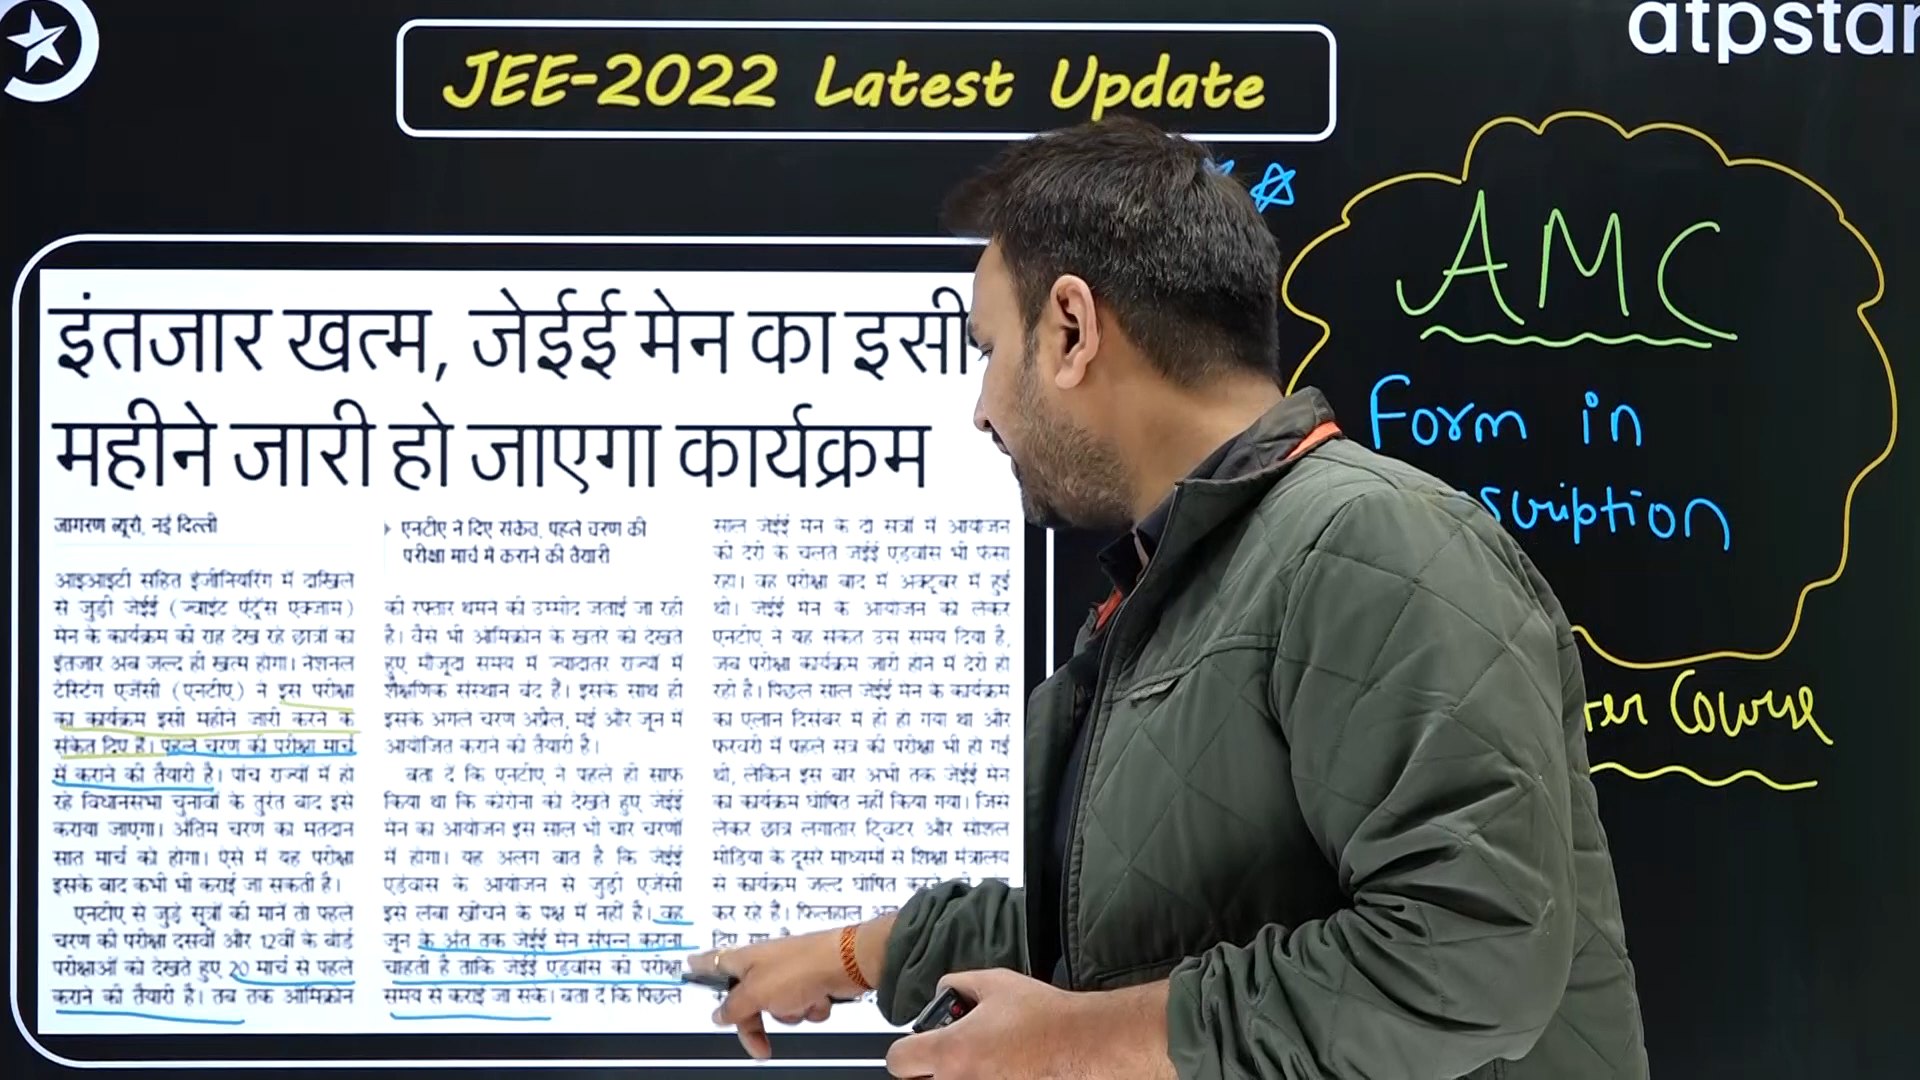 atpstar
JEE-2022 Latest Update
इंतजार खत्म, जेईई मेन का इसी
महीने जारी हो जाएगा कार्यक्रम
जागरण ब्यूरो, नई दिल्ली
आइआइटी सहित इंजीनियरिंग में दाखिले
से जुड़ी जेईई (ज्वाइंट एंट्रेंस एक्जाम)
मेन के कार्यक्रम की राह देख रहे छात्रों का
इंतजार अब जल्द ही खत्म होगा। नेशनल
टेस्टिंग एजेंसी (एनटीए) ने इस परीक्षा
का कार्यक्रम इसी महीने जारी करने के
संकेत दिए हैं। पहले चरण की परीक्षा मार्च
में कराने की तैयारी है। पांच राज्यों में हो
रहे विधानसभा चुनावों के तुरंत बाद इसे
कराया जाएगा। अंतिम चरण का मतदान
सात मार्च को होगा। ऐसे में यह परीक्षा
इसके बाद कभी भी कराई जा सकती है।
एनटीए से जुड़े सूत्रों की मानें तो पहले
चरण की परीक्षा दसवीं और 12वीं के बोर्ड
परीक्षाओं को देखते हुए 20 मार्च से पहले
कराने की तैयारी है। तब तक ओमिक्रोन
एनटीए ने दिए संकेत, पहले चरण की
परीक्षा मार्च में कराने की तैयारी
की रफ्तार थमने की उम्मीद जताई जा रही
है। वैसे भी ओमिक्रोन के खतरे को देखते
हुए मौजूदा समय में ज्यादातर राज्यों में
शैक्षणिक संस्थान बंद हैं। इसके साथ ही
इसके अगले चरण अप्रैल, मई और जून में
आयोजित कराने की तैयारी है।
बता दें कि एनटीए ने पहले ही साफ
किया था कि कोरोना को देखते हुए जेईई
मेन का आयोजन इस साल भी चार चरणों
में होगा। यह अलग बात है कि जेईई
एडवांस के आयोजन से जुड़ी एजेंसी
इसे लंबा खींचने के पक्ष में नहीं है। वह
जून के अंत तक जेईई मेन संपन्न कराना
चाहती है ताकि जेईई एडवांस की परीक्षा
समय से कराई जा सके। बता दें कि पिछले
साल जेईई मेन के दो सत्रों में आयोजन
की देरी के चलते जेईई एडवांस भी फंसा
रहा। वह परीक्षा बाद में अक्टूबर में हुई
थी। जेईई मेन के आयोजन को लेकर
एनटीए ने यह संकेत उस समय दिया है,
जब परीक्षा कार्यक्रम जारी होने में देरी हो
रही है। पिछले साल जेईई मेन के कार्यक्रम
का एलान दिसंबर में ही हो गया था और
फरवरी में पहले सत्र की परीक्षा भी हो गई
थी, लेकिन इस बार अभी तक जेईई मेन
का कार्यक्रम घोषित नहीं किया गया। जिसे
लेकर छात्र लगातार ट्विटर और सोशल
मीडिया के दूसरे माध्यमों से शिक्षा मंत्रालय
से कार्यक्रम जल्द घोषित करने
कर रहे हैं। फिलहाल
AMC
Form in
scription
ter Course